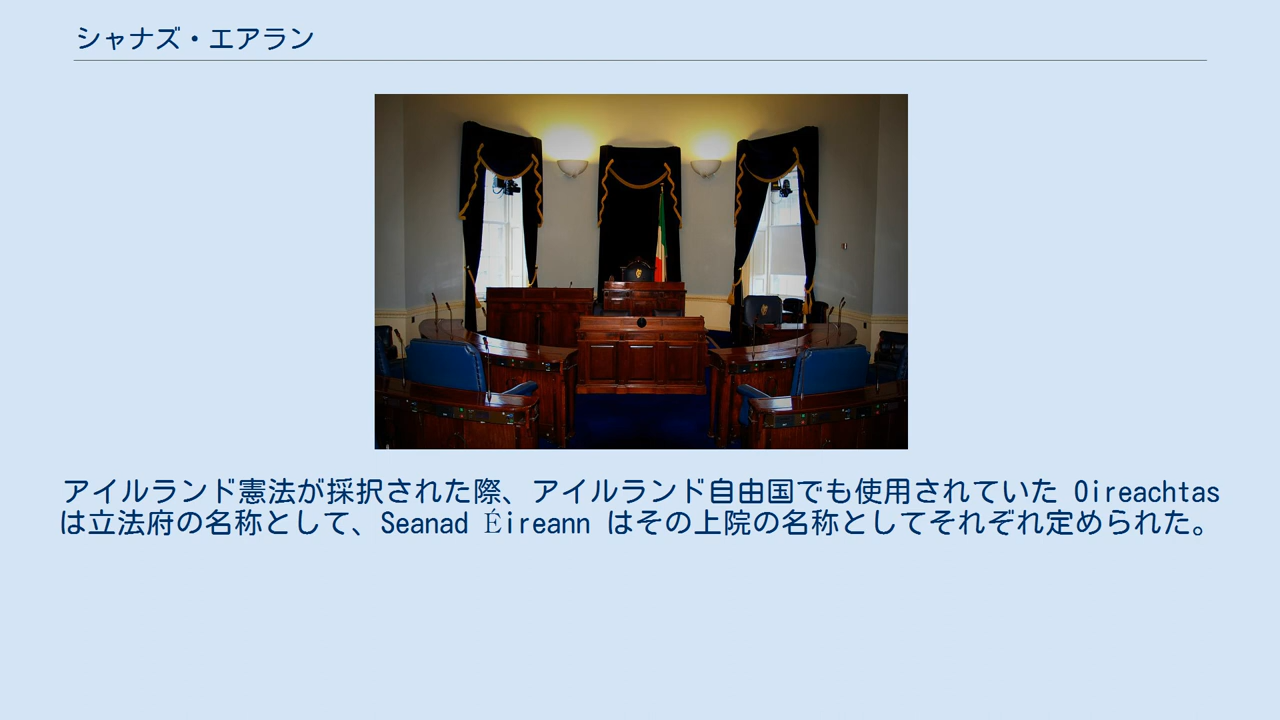 シャナズ・エアラン
アイルランド憲法が採択された際、アイルランド自由国でも使用されていた Oireachtas
は立法府の名称として、Seanad Éireann はその上院の名称としてそれぞれ定められた。